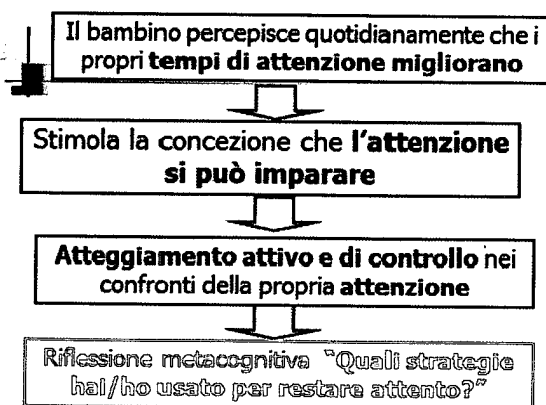 Il bambino percepisce quotidianamente che i
propri tempi di attenzione migliorano
Stimola la concezione che l'attenzione
si può imparare
Atteggiamento attivo e di controllo nei
confronti della propria attenzione
Riflessione metacognitiva "Quali strategie
hai/ho usato per restare attento?"